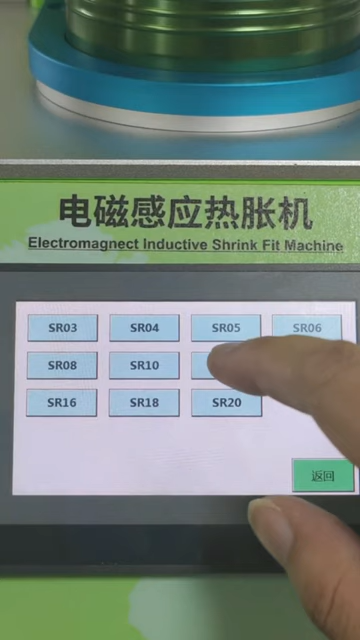 电磁感应热胀机
Electromagnect Inductive Shrink Fit Machine
SR03 SR04 SR05 SR06
SR08 SR10
SR16 SR18 SR20
返回